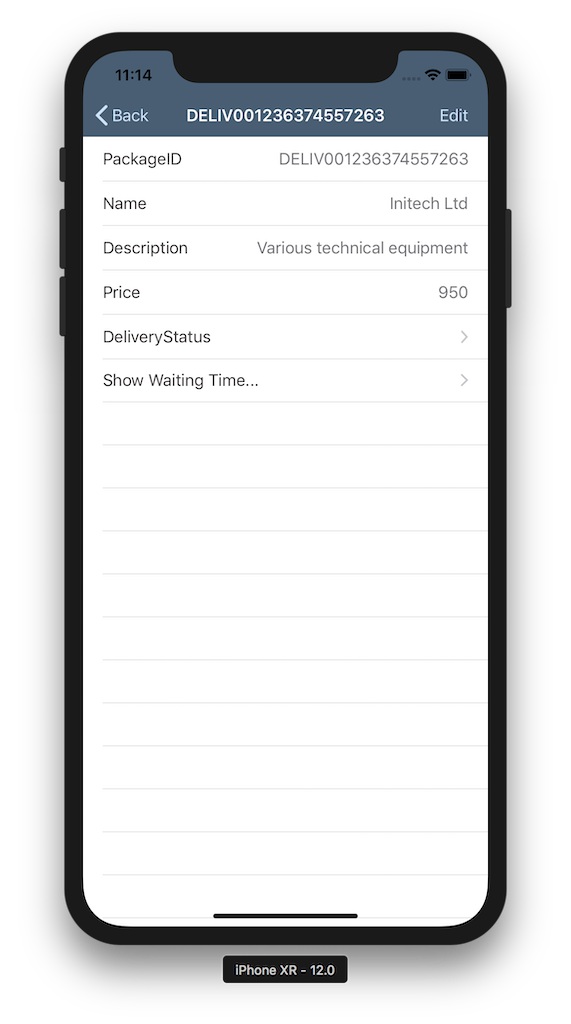 11:14
Back DELIV001236374557263 Edit
PackageID DELIV001236374557263
Name Initech Ltd
Description Various technical equipment
Price 950
DeliveryStatus
Show Waiting Time...
iPhone XR - 12.0